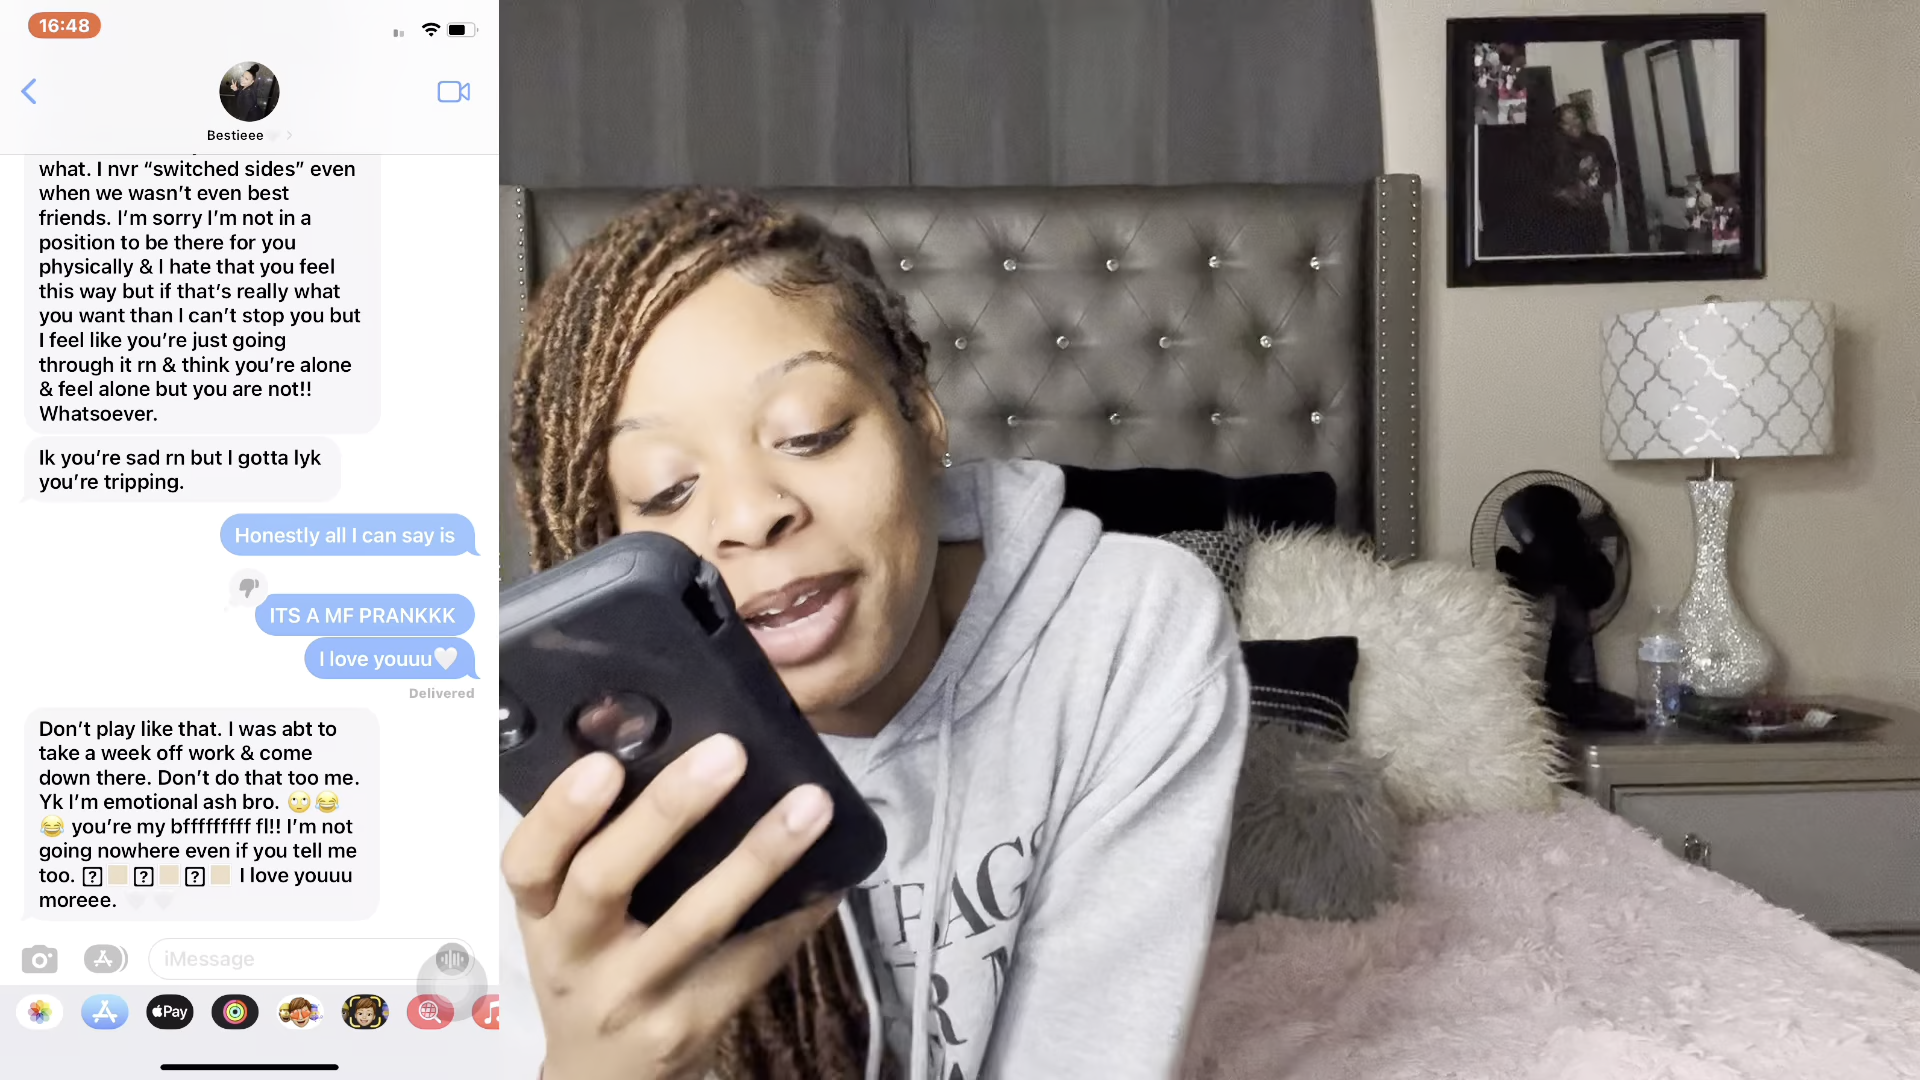 16:48
Bestieee
what. I nvr “switched sides” even
when we wasn’t even best
friends. I’m sorry I’m not in a
position to be there for you
physically & I hate that you feel
this way but if that’s really what
you want than I can’t stop you but
I feel like you’re just going
through it rn & think you’re alone
& feel alone but you are not!!
Whatsoever.
Ik you’re sad rn but I gotta lyk
you’re tripping.
Honestly all I can say is
ITS A MF PRANKKK
I love youuu🤍
Delivered
Don’t play like that. I was abt to
take a week off work & come
down there. Don’t do that too me.
Yk I’m emotional ash bro. 🙄😂
😂 you’re my bfffffffff fl!! I’m not
going nowhere even if you tell me
too. I love youuu
moreee. 🤍🤍
iMessage
Pay